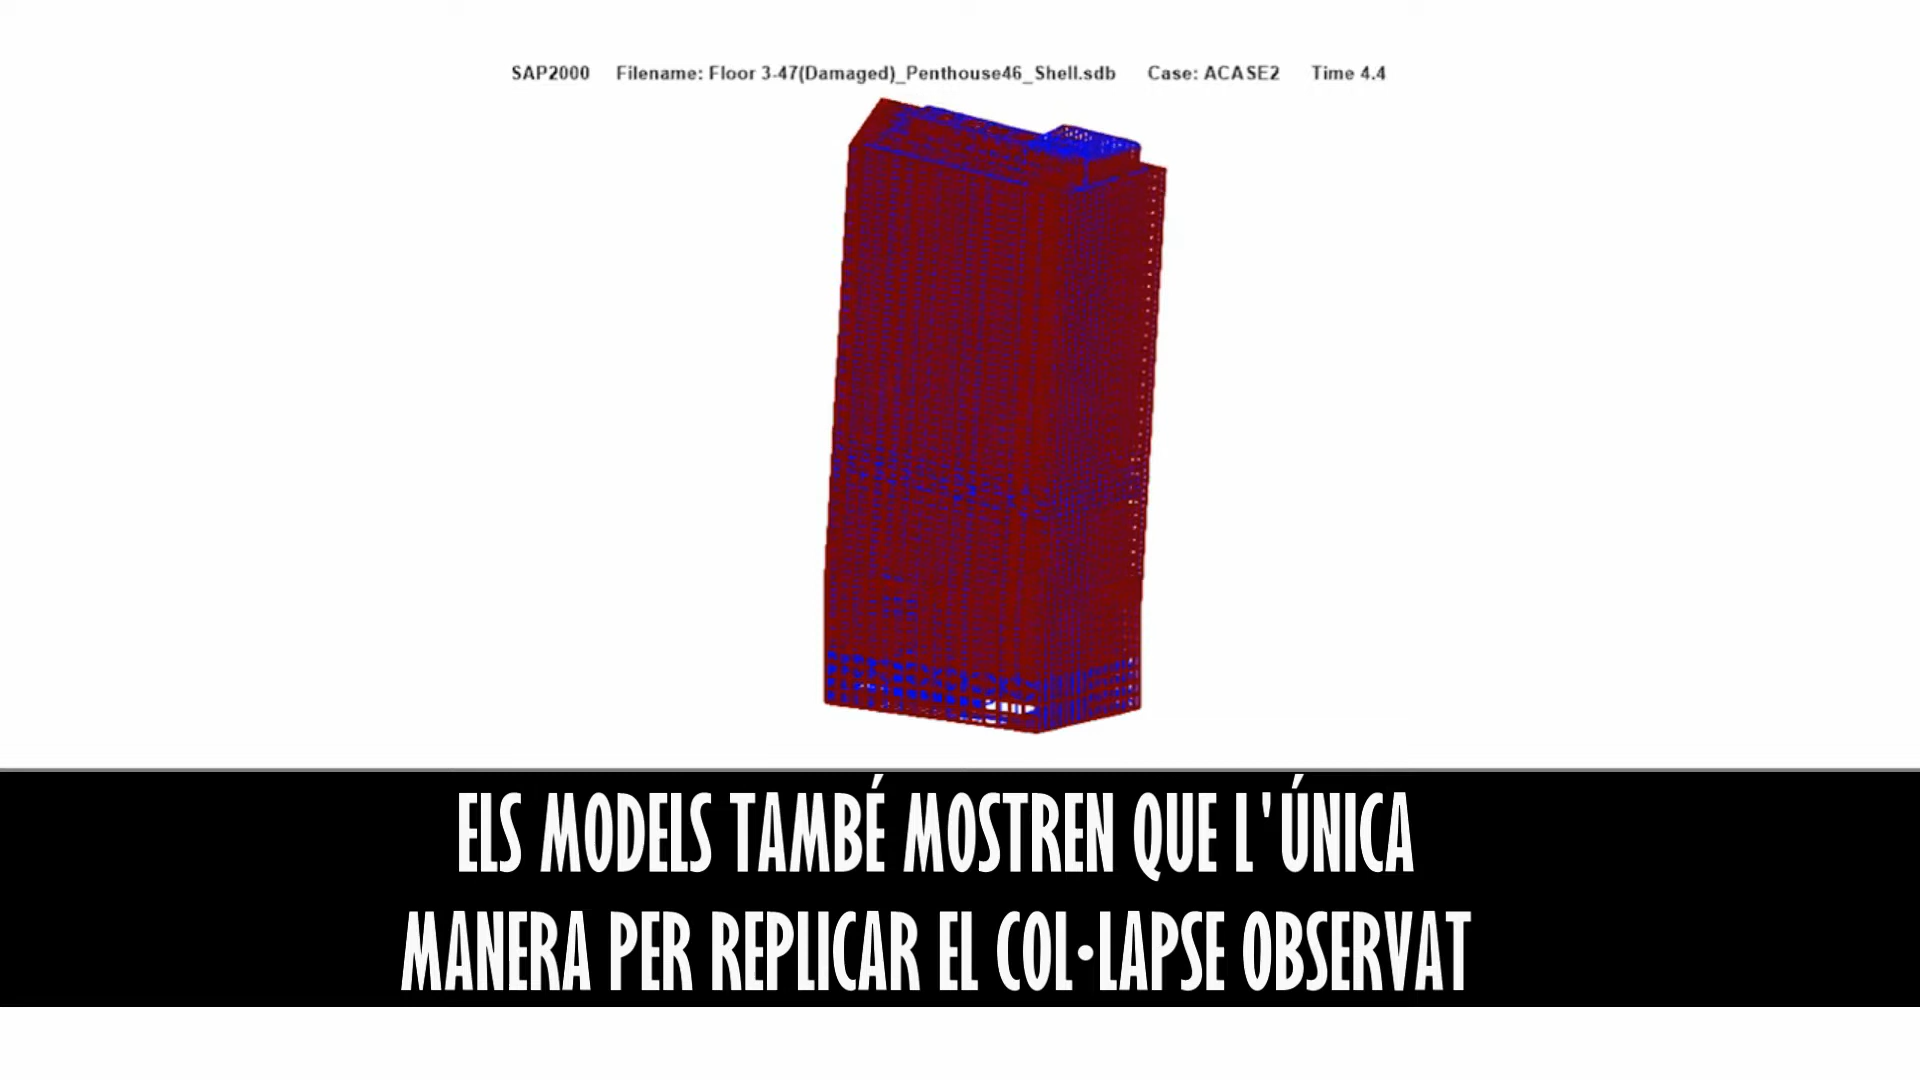 SAP2000 Filename: Floor 3-47(Damaged)_Penthouse46_Shell.sdb Case: ACASE2 Time 4.4
ELS MODELS TAMBÉ MOSTREN QUE L'ÚNICA
MANERA PER REPLICAR EL COL·LAPSE OBSERVAT